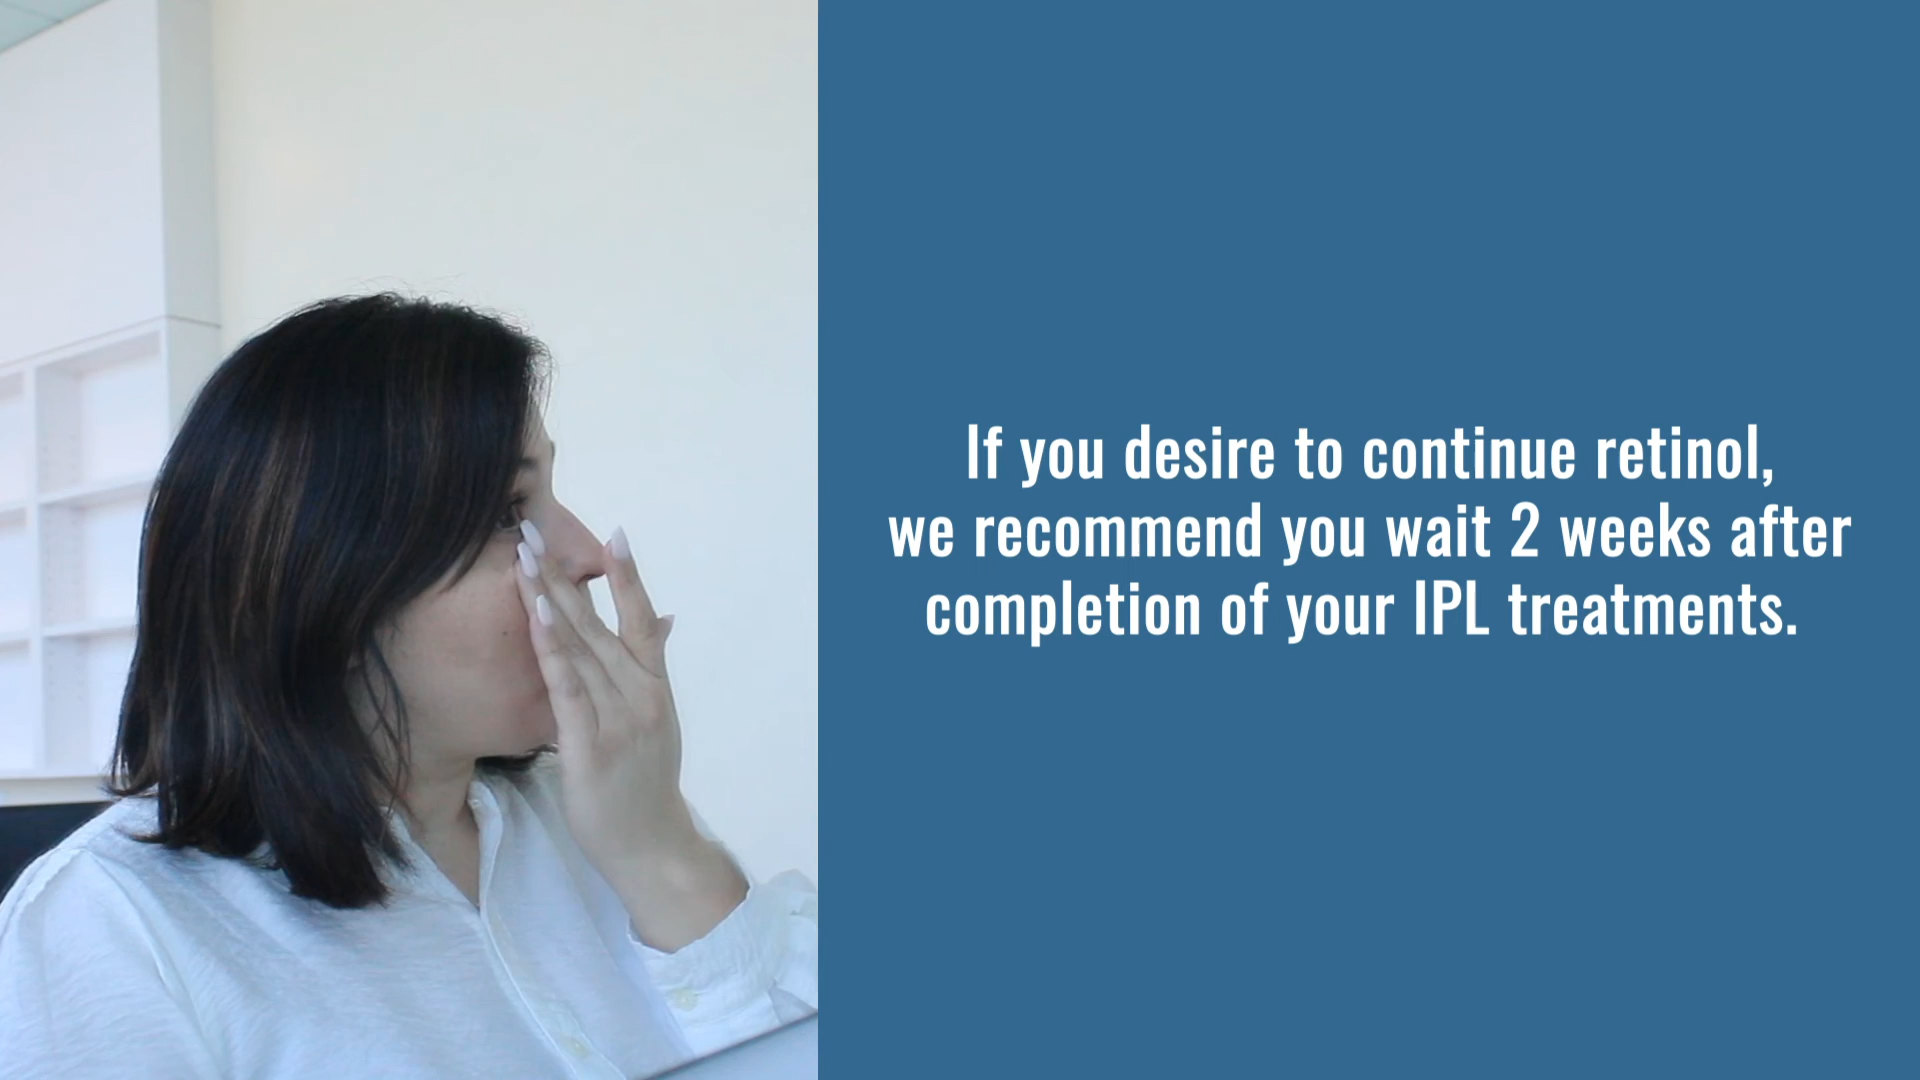 If you desire to continue retinol,
we recommend you wait 2 weeks after
completion of your IPL treatments.